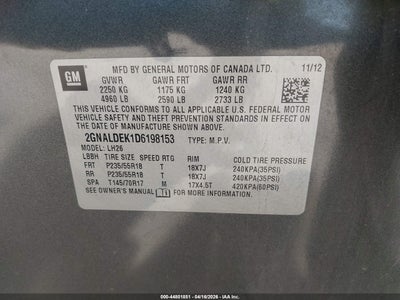 GM
MFD BY GENERAL MOTORS OF CANADA LTD.
11/12
GVWR GAWR FRT GAWR RR
2250 KG 1175 KG 1240 KG
4960 LB 2590 LB 2733 LB
THIS VEHICLE CONFORMS TO ALL APPLICABLE U.S. FEDERAL MOTOR
VEHICLE SAFETY AND THEFT PREVENTION STANDARDS IN EFFECT ON
THE DATE OF MANUFACTURE SHOWN ABOVE.
2GNALDEK1D6198153 TYPE: M.P.V.
MODEL: LH26
LBBH TIRE SIZE SPEED RTG RIM COLD TIRE PRESSURE
FRT P235/55R18 T 18X7J 240KPA(35PSI)
RR P235/55R18 T 18X7J 240KPA(35PSI)
SPA T145/70R17 M 17X4.5T 420KPA(60PSI)
SEE OWNER'S MANUAL FOR ADDITIONAL INFORMATION.
000-44801051 - (04/18/2026) - © IAA, INC.